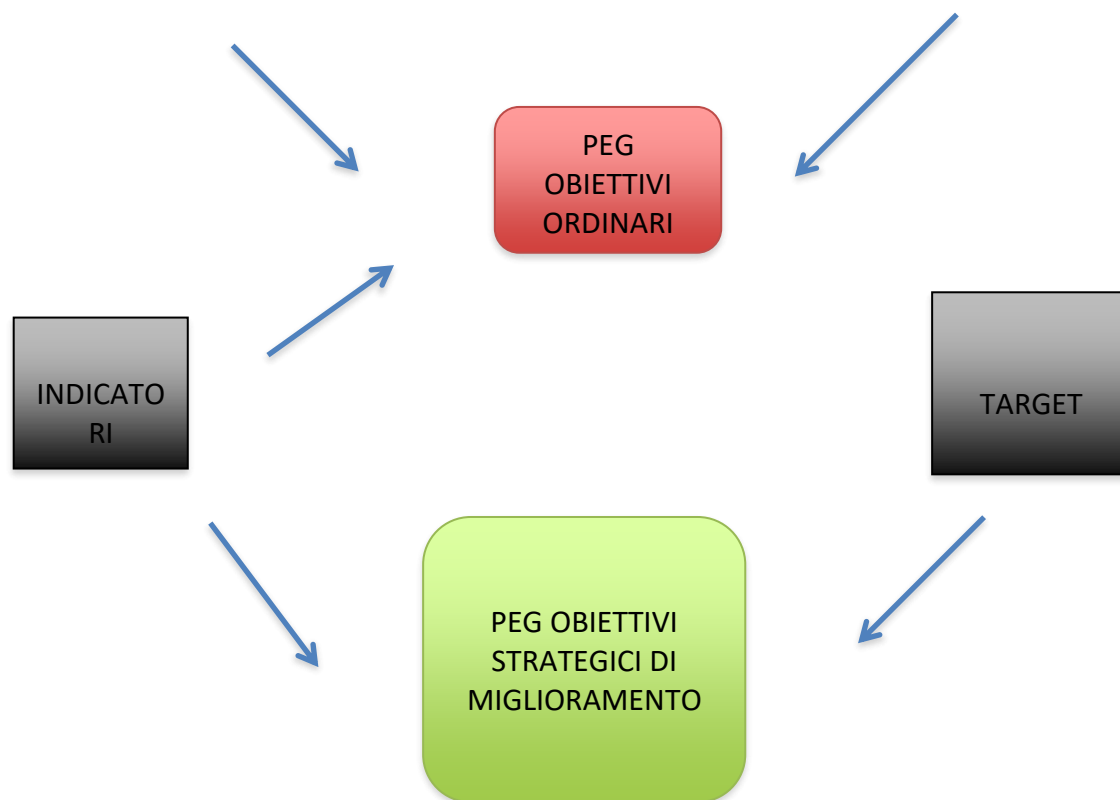 PEG
OBIETTIVI
ORDINARI
INDICATO
RI
TARGET
PEG OBIETTIVI
STRATEGICI DI
MIGLIORAMENTO